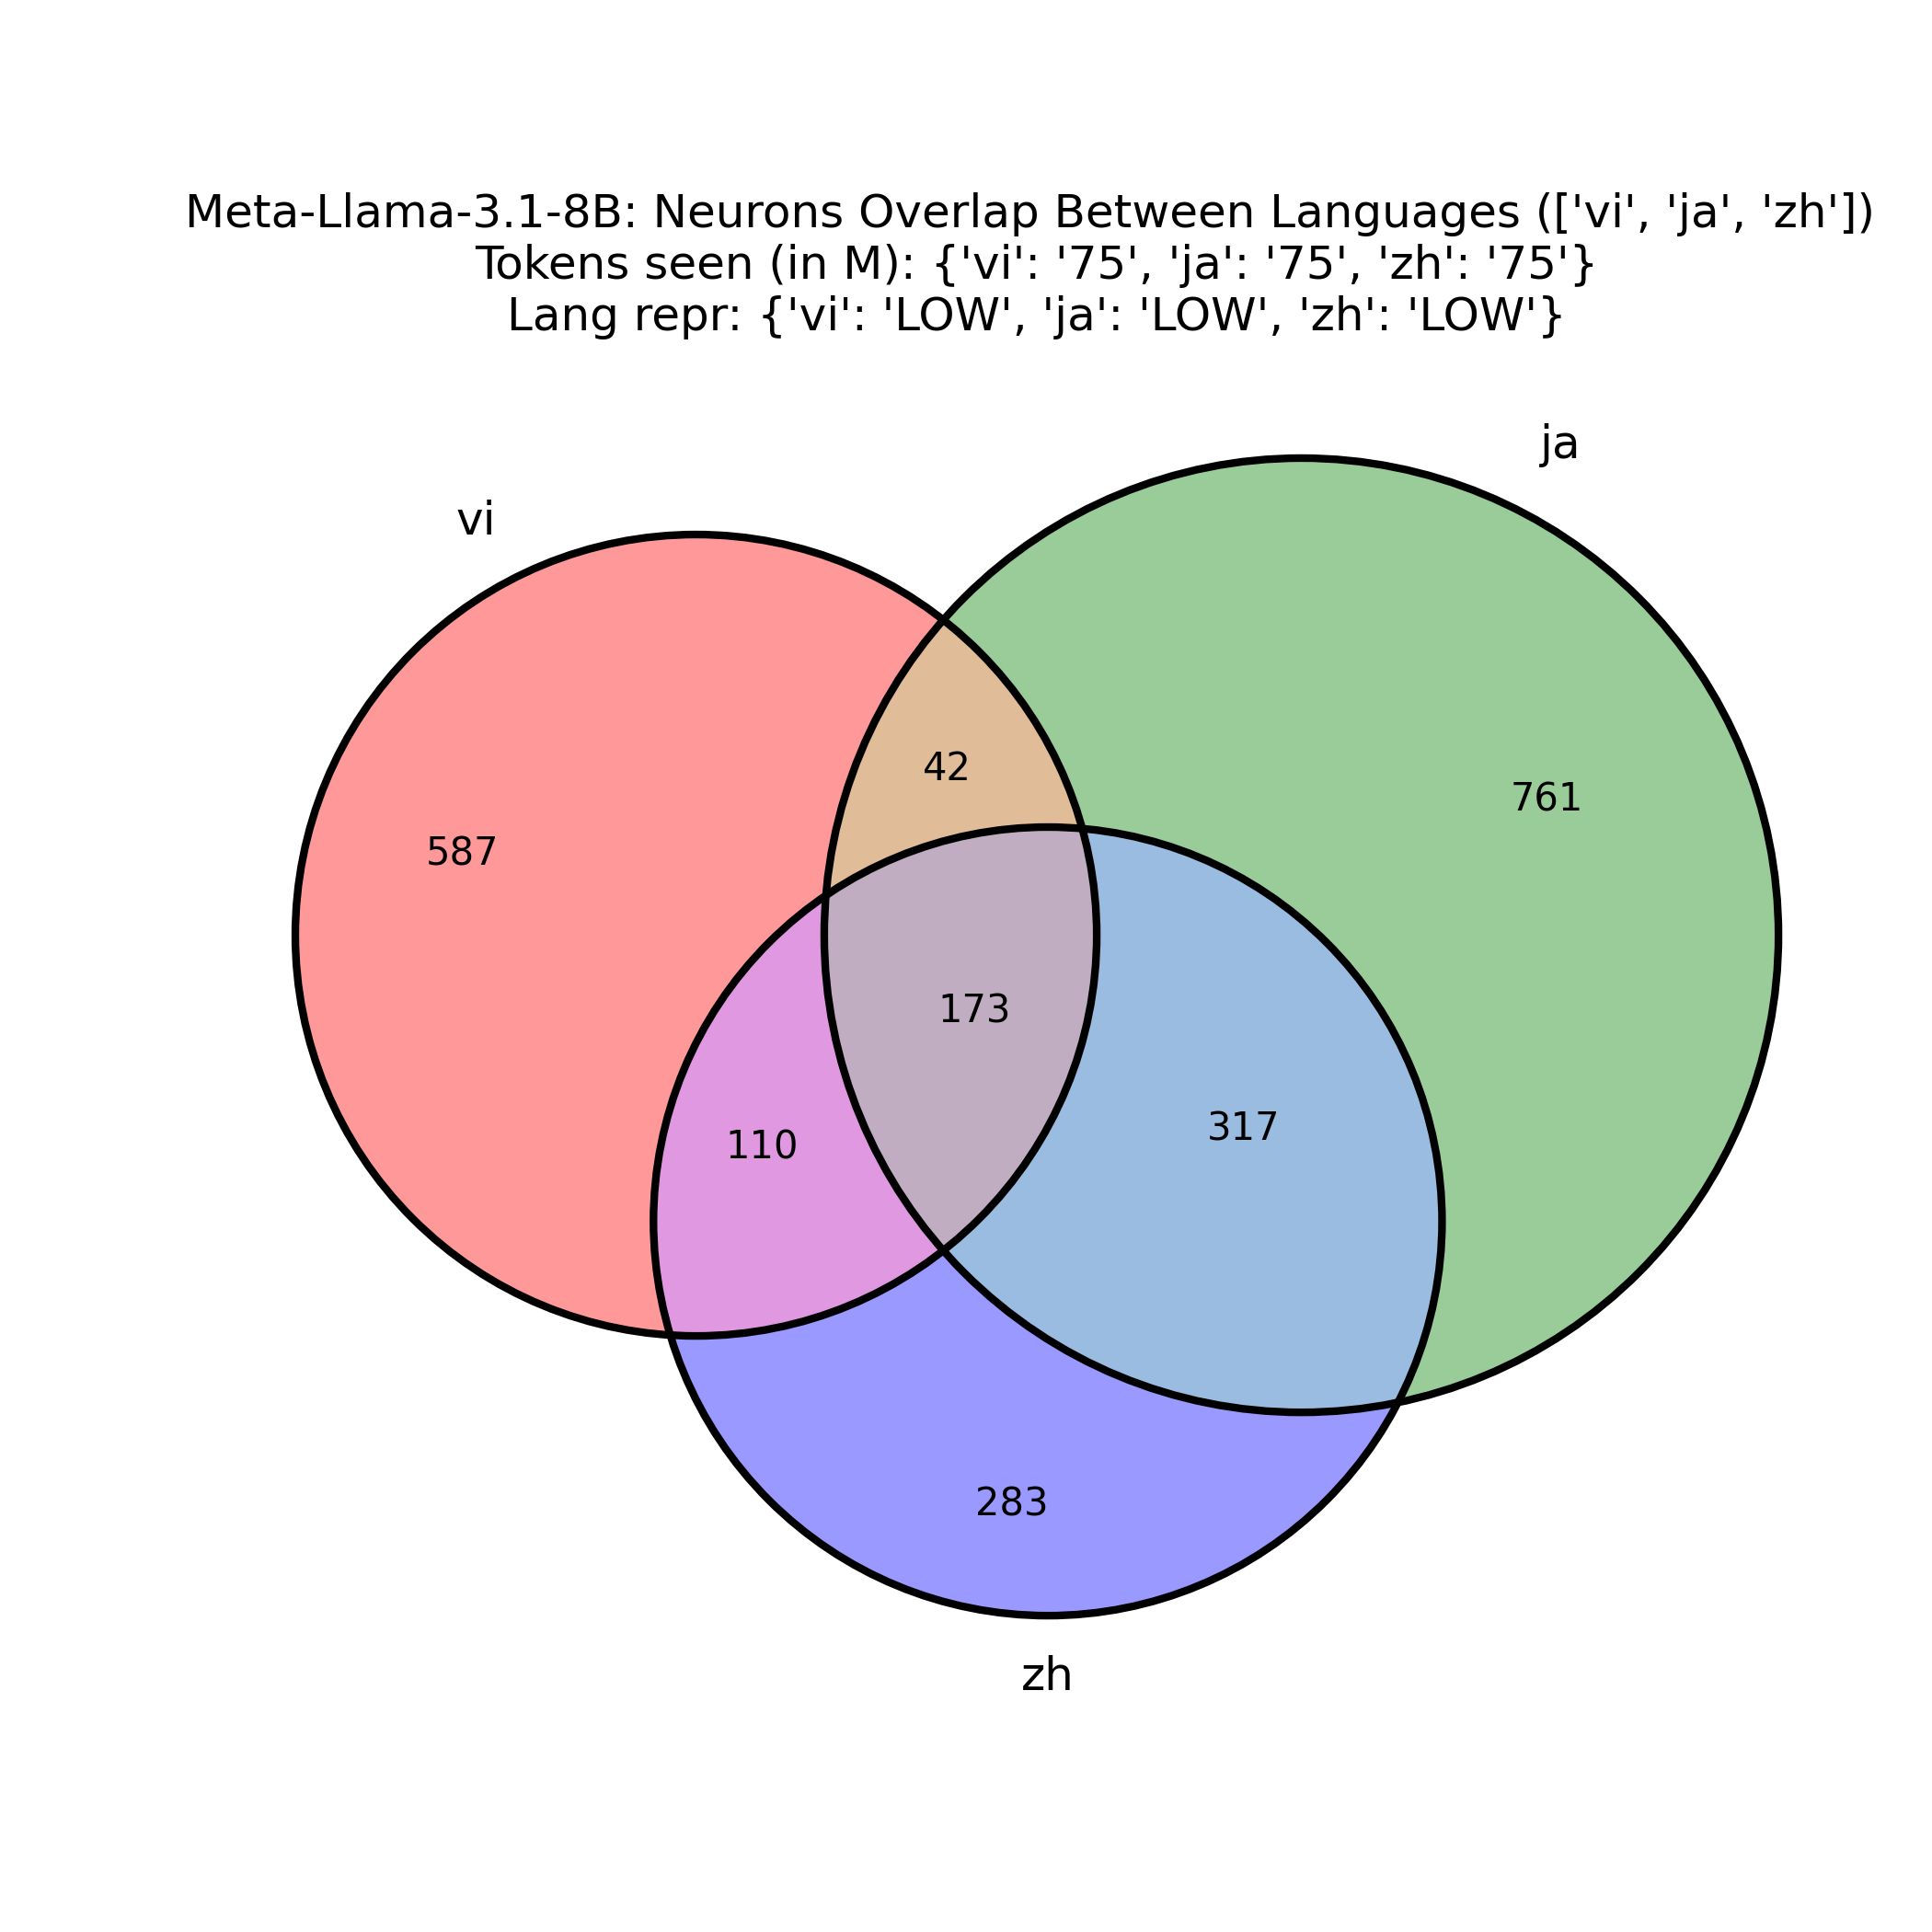 Meta-Llama-3.1-8B: Neurons Overlap Between Languages (['vi', 'ja', 'zh'])
Tokens seen (in M): {'vi': '75', 'ja': '75', 'zh': '75'}
Lang repr: {'vi': 'LOW', 'ja': 'LOW', 'zh': 'LOW'}
ja
vi
42
761
587
173
317
110
283
zh